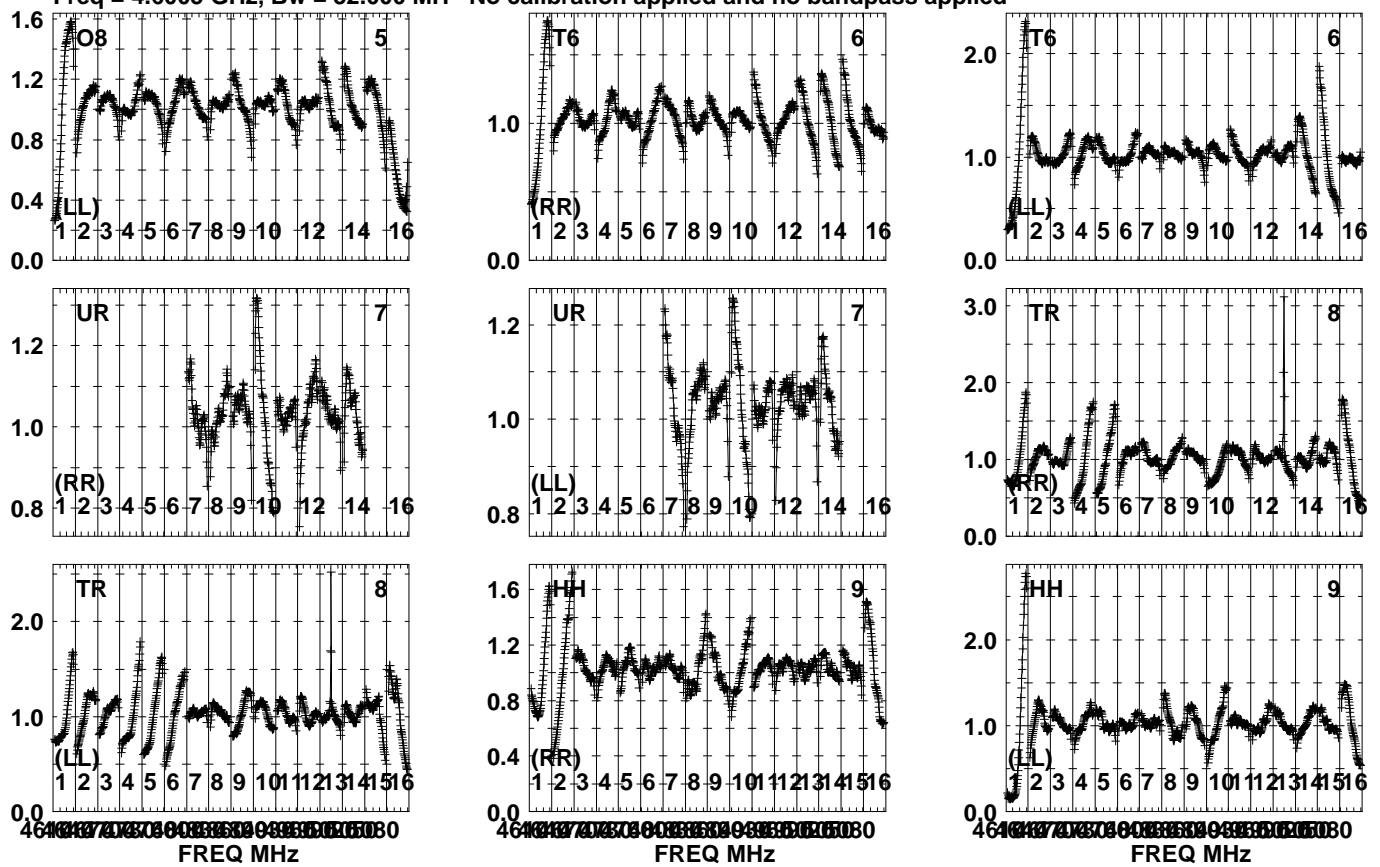 No calibration applied and no bandpass applied
1.6 O8 5 T6 6 2.0 T6 6
1.2
0.8 1.0 1.0
0.4 (LL) (RR) (LL)
1 2 3 4 5 6 7 8 9 10 12 14 16 1 2 3 4 5 6 7 8 9 10 12 14 16 1 2 3 4 5 6 7 8 9 10 12 14 16
0.0 0.0 0.0
UR 7 UR 7 3.0 TR 8
1.2 1.2
2.0
1.0 1.0
1.0
(RR) (LL) (RR)
0.8 1 2 3 4 5 6 7 8 9 10 12 14 16 0.8 1 2 3 4 5 6 7 8 9 10 12 14 16 1 2 3 4 5 6 7 8 9 10 12 14 16
0.0
TR 8 1.6 HH 9 HH 9
2.0 1.2 2.0
1.0 0.8 1.0
(LL) 0.4 (RR) (LL)
1 2 3 4 5 6 7 8 9 10 11 12 13 15 16 1 2 3 4 5 6 7 8 9 10 11 12 13 15 16 1 2 3 4 5 6 7 8 9 10 11 12 13 15 16
0.0 0.0 0.0
FREQ MHz FREQ MHz FREQ MHz